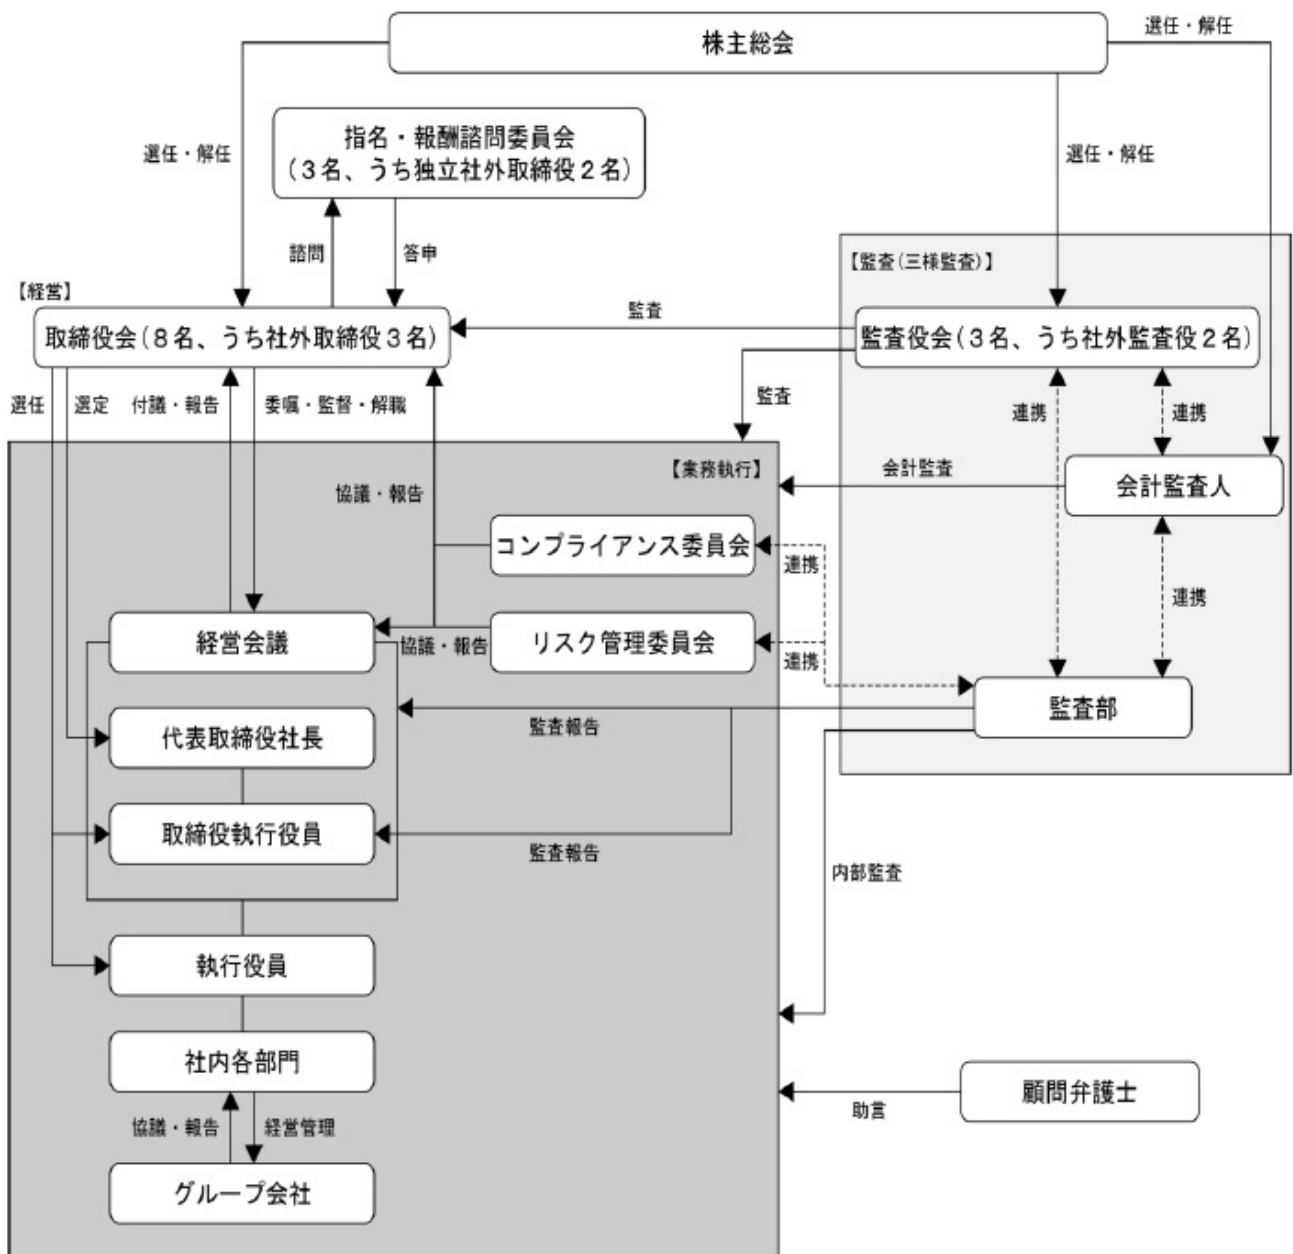 株主総会
選任・解任
指名・報酬諮問委員会
(3名、うち独立社外取締役2名)
選任・解任
選任・解任
諮問
答申
【監査(三様監査)】
【経営】
取締役会(8名、うち社外取締役3名)
監査
監査役会(3名、うち社外監査役2名)
選任
選定
付議・報告
委嘱・監督・解職
監査
連携
連携
【業務執行】
会計監査
会計監査人
協議・報告
コンプライアンス委員会
連携
連携
経営会議
協議・報告
リスク管理委員会
連携
監査部
代表取締役社長
監査報告
取締役執行役員
監査報告
内部監査
執行役員
社内各部門
顧問弁護士
助言
協議・報告
経営管理
グループ会社